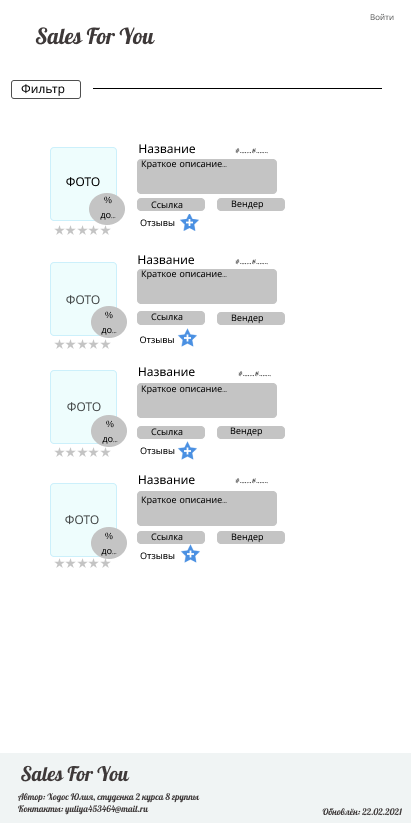 Войти
Sales For You
Фильтр
Название #......#......
ФОТО
Краткое описание..
%
до..
Ссылка Вендер
Отзывы
Название #......#......
ФОТО
Краткое описание..
%
до..
Ссылка Вендер
Отзывы
Название #......#......
ФОТО
Краткое описание..
%
до..
Ссылка Вендер
Отзывы
Название #......#......
ФОТО
Краткое описание..
%
до..
Ссылка Вендер
Отзывы
Sales For You
Автор: Ходос Юлия, студенка 2 курса 8 группы
Контакты: yuliya453464@mail.ru
Обновлён: 22.02.2021